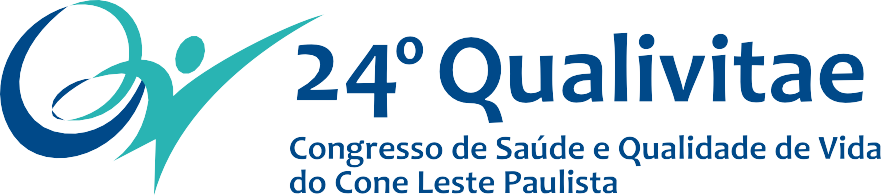 24º Qualivitae
Congresso de Saúde e Qualidade de Vida
do Cone Leste Paulista